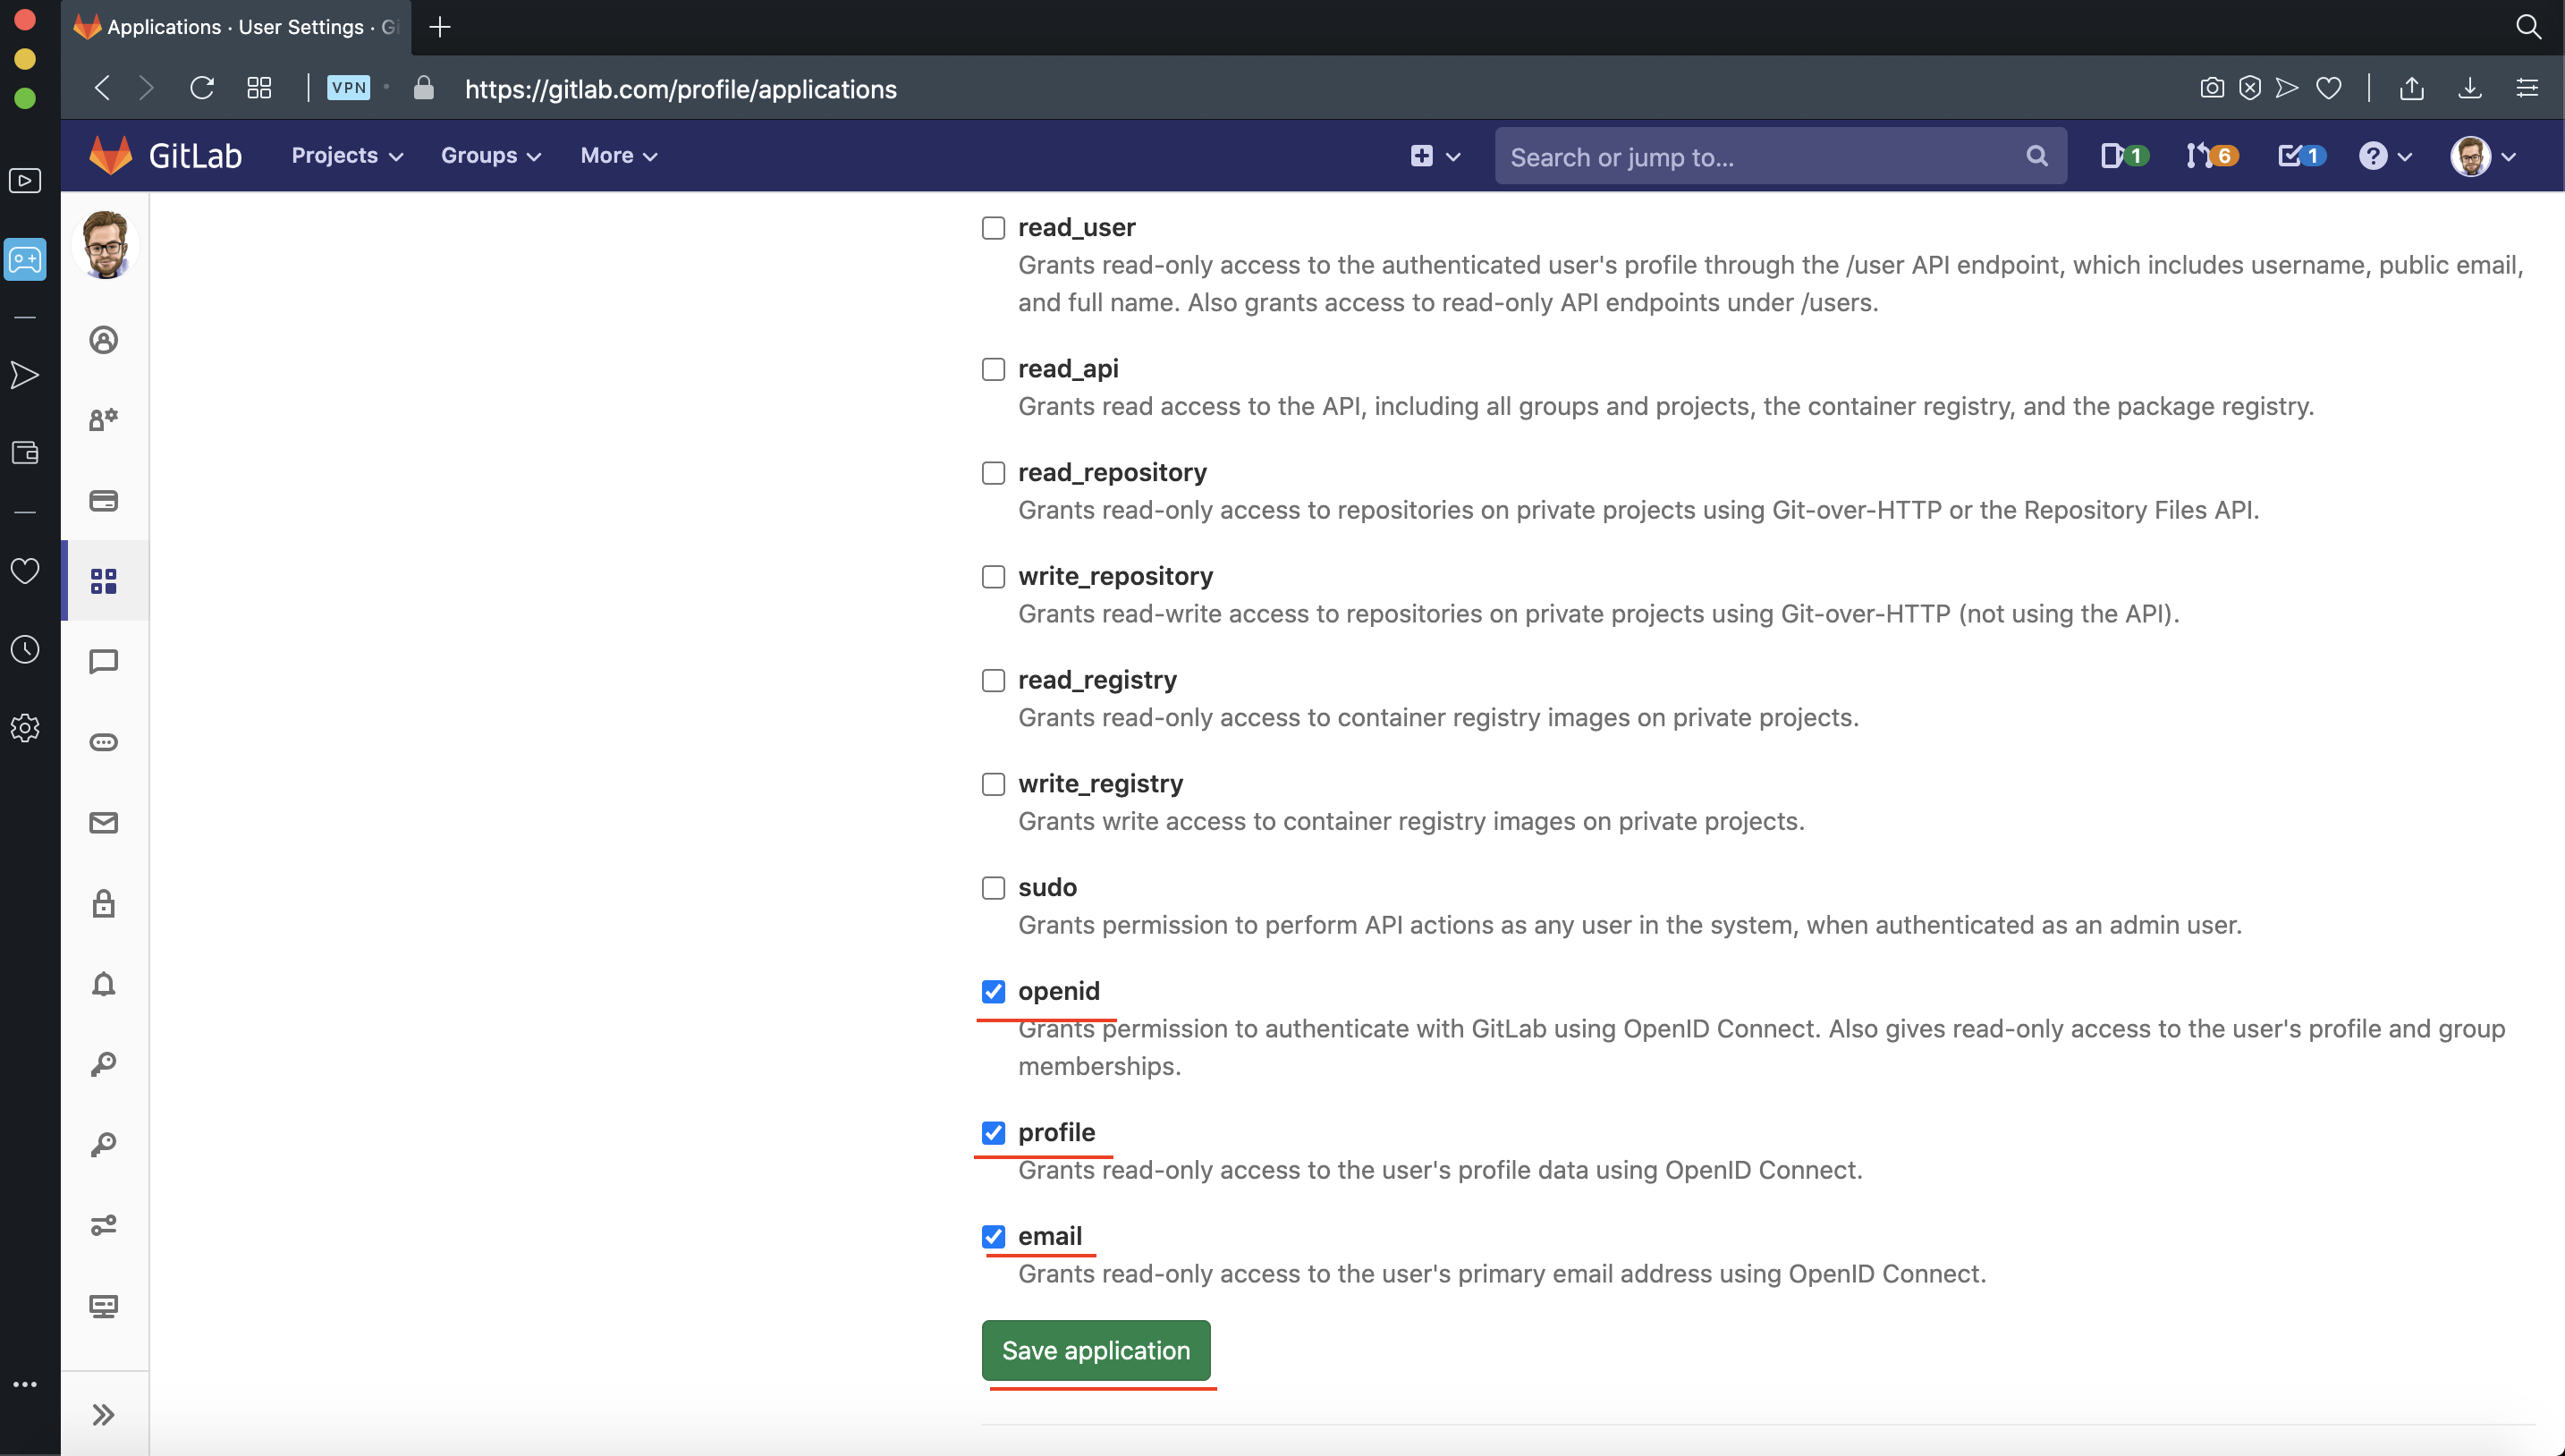 Applications · User Settings · Gi
VPN
https://gitlab.com/profile/applications
GitLab
Projects
Groups
More
Search or jump to...
1
6
1
read_user
Grants read-only access to the authenticated user's profile through the /user API endpoint, which includes username, public email,
and full name. Also grants access to read-only API endpoints under /users.
read_api
Grants read access to the API, including all groups and projects, the container registry, and the package registry.
read_repository
Grants read-only access to repositories on private projects using Git-over-HTTP or the Repository Files API.
write_repository
Grants read-write access to repositories on private projects using Git-over-HTTP (not using the API).
read_registry
Grants read-only access to container registry images on private projects.
write_registry
Grants write access to container registry images on private projects.
sudo
Grants permission to perform API actions as any user in the system, when authenticated as an admin user.
openid
Grants permission to authenticate with GitLab using OpenID Connect. Also gives read-only access to the user's profile and group
memberships.
profile
Grants read-only access to the user's profile data using OpenID Connect.
email
Grants read-only access to the user's primary email address using OpenID Connect.
Save application